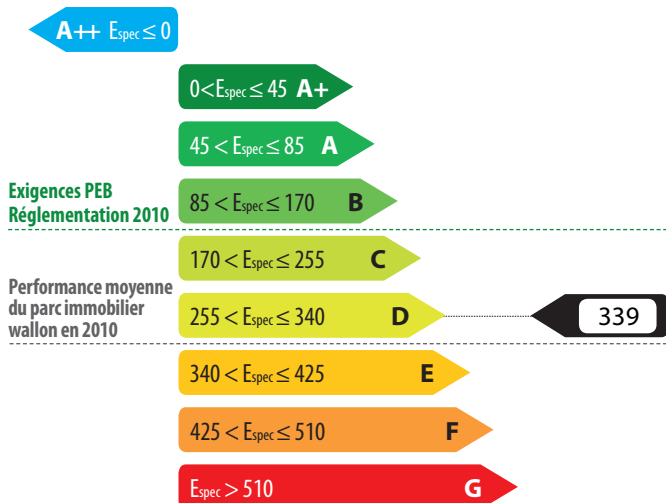 A++ Espec ≤ 0
0<Espec ≤ 45 A+
45 < Espec ≤ 85 A
Exigences PEB
Réglementation 2010
85 < Espec ≤ 170 B
170 < Espec ≤ 255 C
Performance moyenne
du parc immobilier
wallon en 2010
255 < Espec ≤ 340 D
339
340 < Espec ≤ 425 E
425 < Espec ≤ 510 F
Espec > 510 G